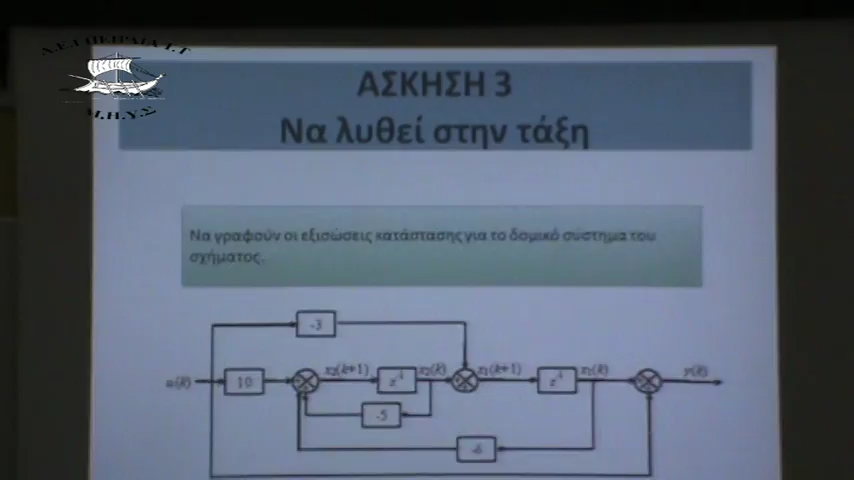 Α.Ε.Ι ΠΕΙΡΑΙΑ Τ.Τ
Μ.Η.Υ.Σ
ΑΣΚΗΣΗ 3
Να λυθεί στην τάξη
Να γραφούν οι εξισώσεις κατάστασης για το δομικό σύστημα του
σχήματος.
-3
u(k) 10 x₂(k+1) z⁻¹ x₂(k) x₁(k+1) z⁻¹ x₁(k) y(k)
-5
-6